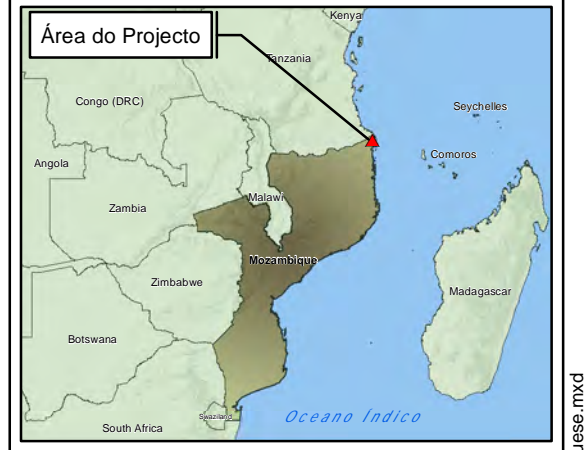 Kenya
Área do Projecto
Tanzania
Congo (DRC)
Seychelles
Comoros
Angola
Malawi
Zambia
Mozambique
Zimbabwe
Madagascar
Botswana
Swaziland
Oceano Índico
South Africa
uese.mxd